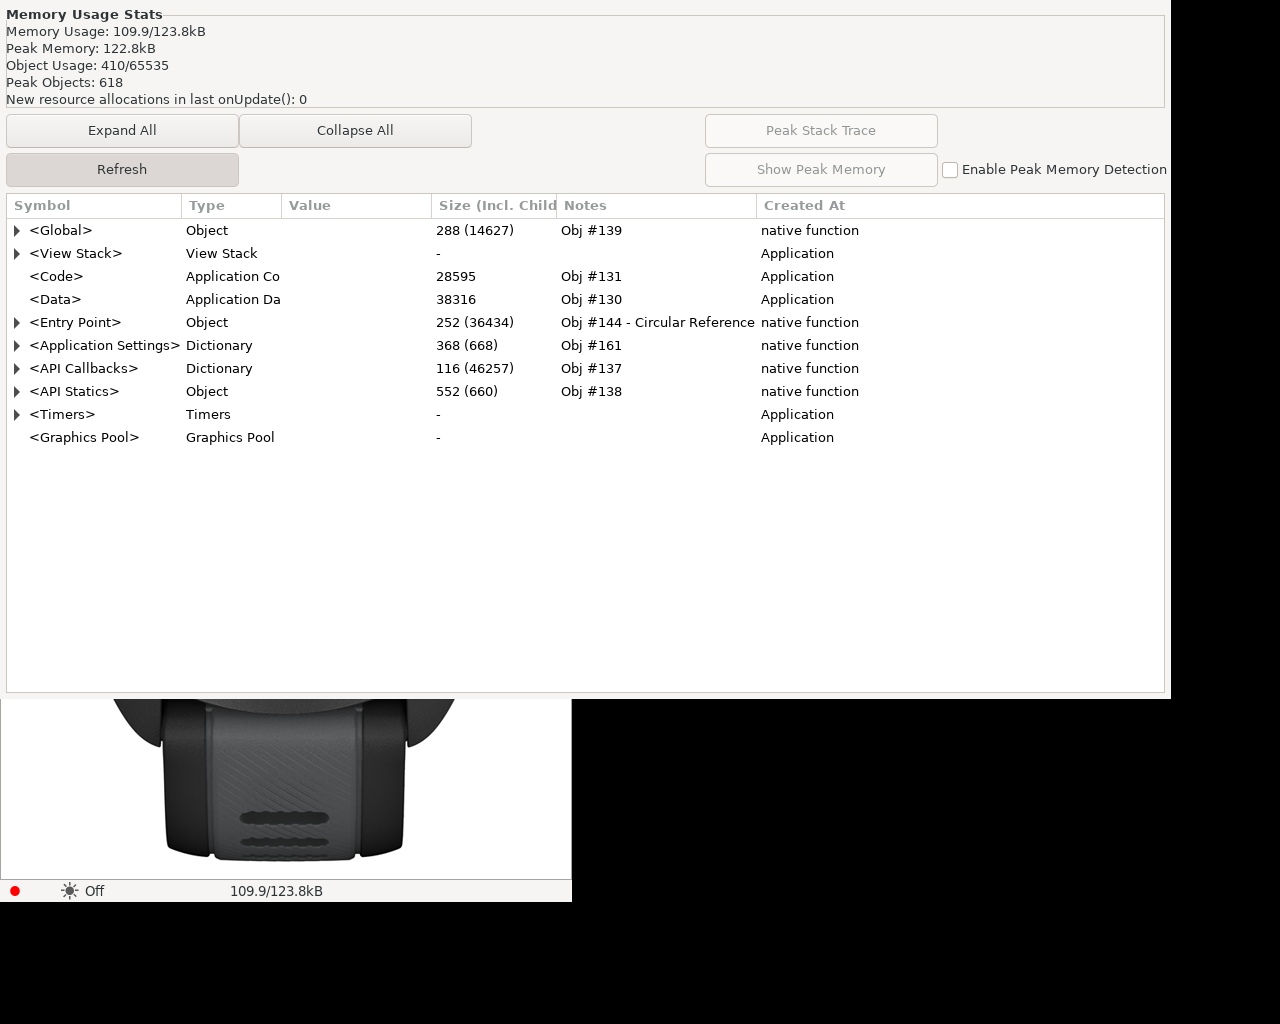 Memory Usage Stats
Memory Usage: 109.9/123.8kB
Peak Memory: 122.8kB
Object Usage: 410/65535
Peak Objects: 618
New resource allocations in last onUpdate(): 0
Expand All Collapse All Peak Stack Trace
Refresh Show Peak Memory Enable Peak Memory Detection
Symbol Type Value Size (Incl. Child Notes Created At
<Global> Object 288 (14627) Obj #139 native function
<View Stack> View Stack - Application
<Code> Application Co 28595 Obj #131 Application
<Data> Application Da 38316 Obj #130 Application
<Entry Point> Object 252 (36434) Obj #144 - Circular Reference native function
<Application Settings> Dictionary 368 (668) Obj #161 native function
<API Callbacks> Dictionary 116 (46257) Obj #137 native function
<API Statics> Object 552 (660) Obj #138 native function
<Timers> Timers - Application
<Graphics Pool> Graphics Pool - Application
Off 109.9/123.8kB